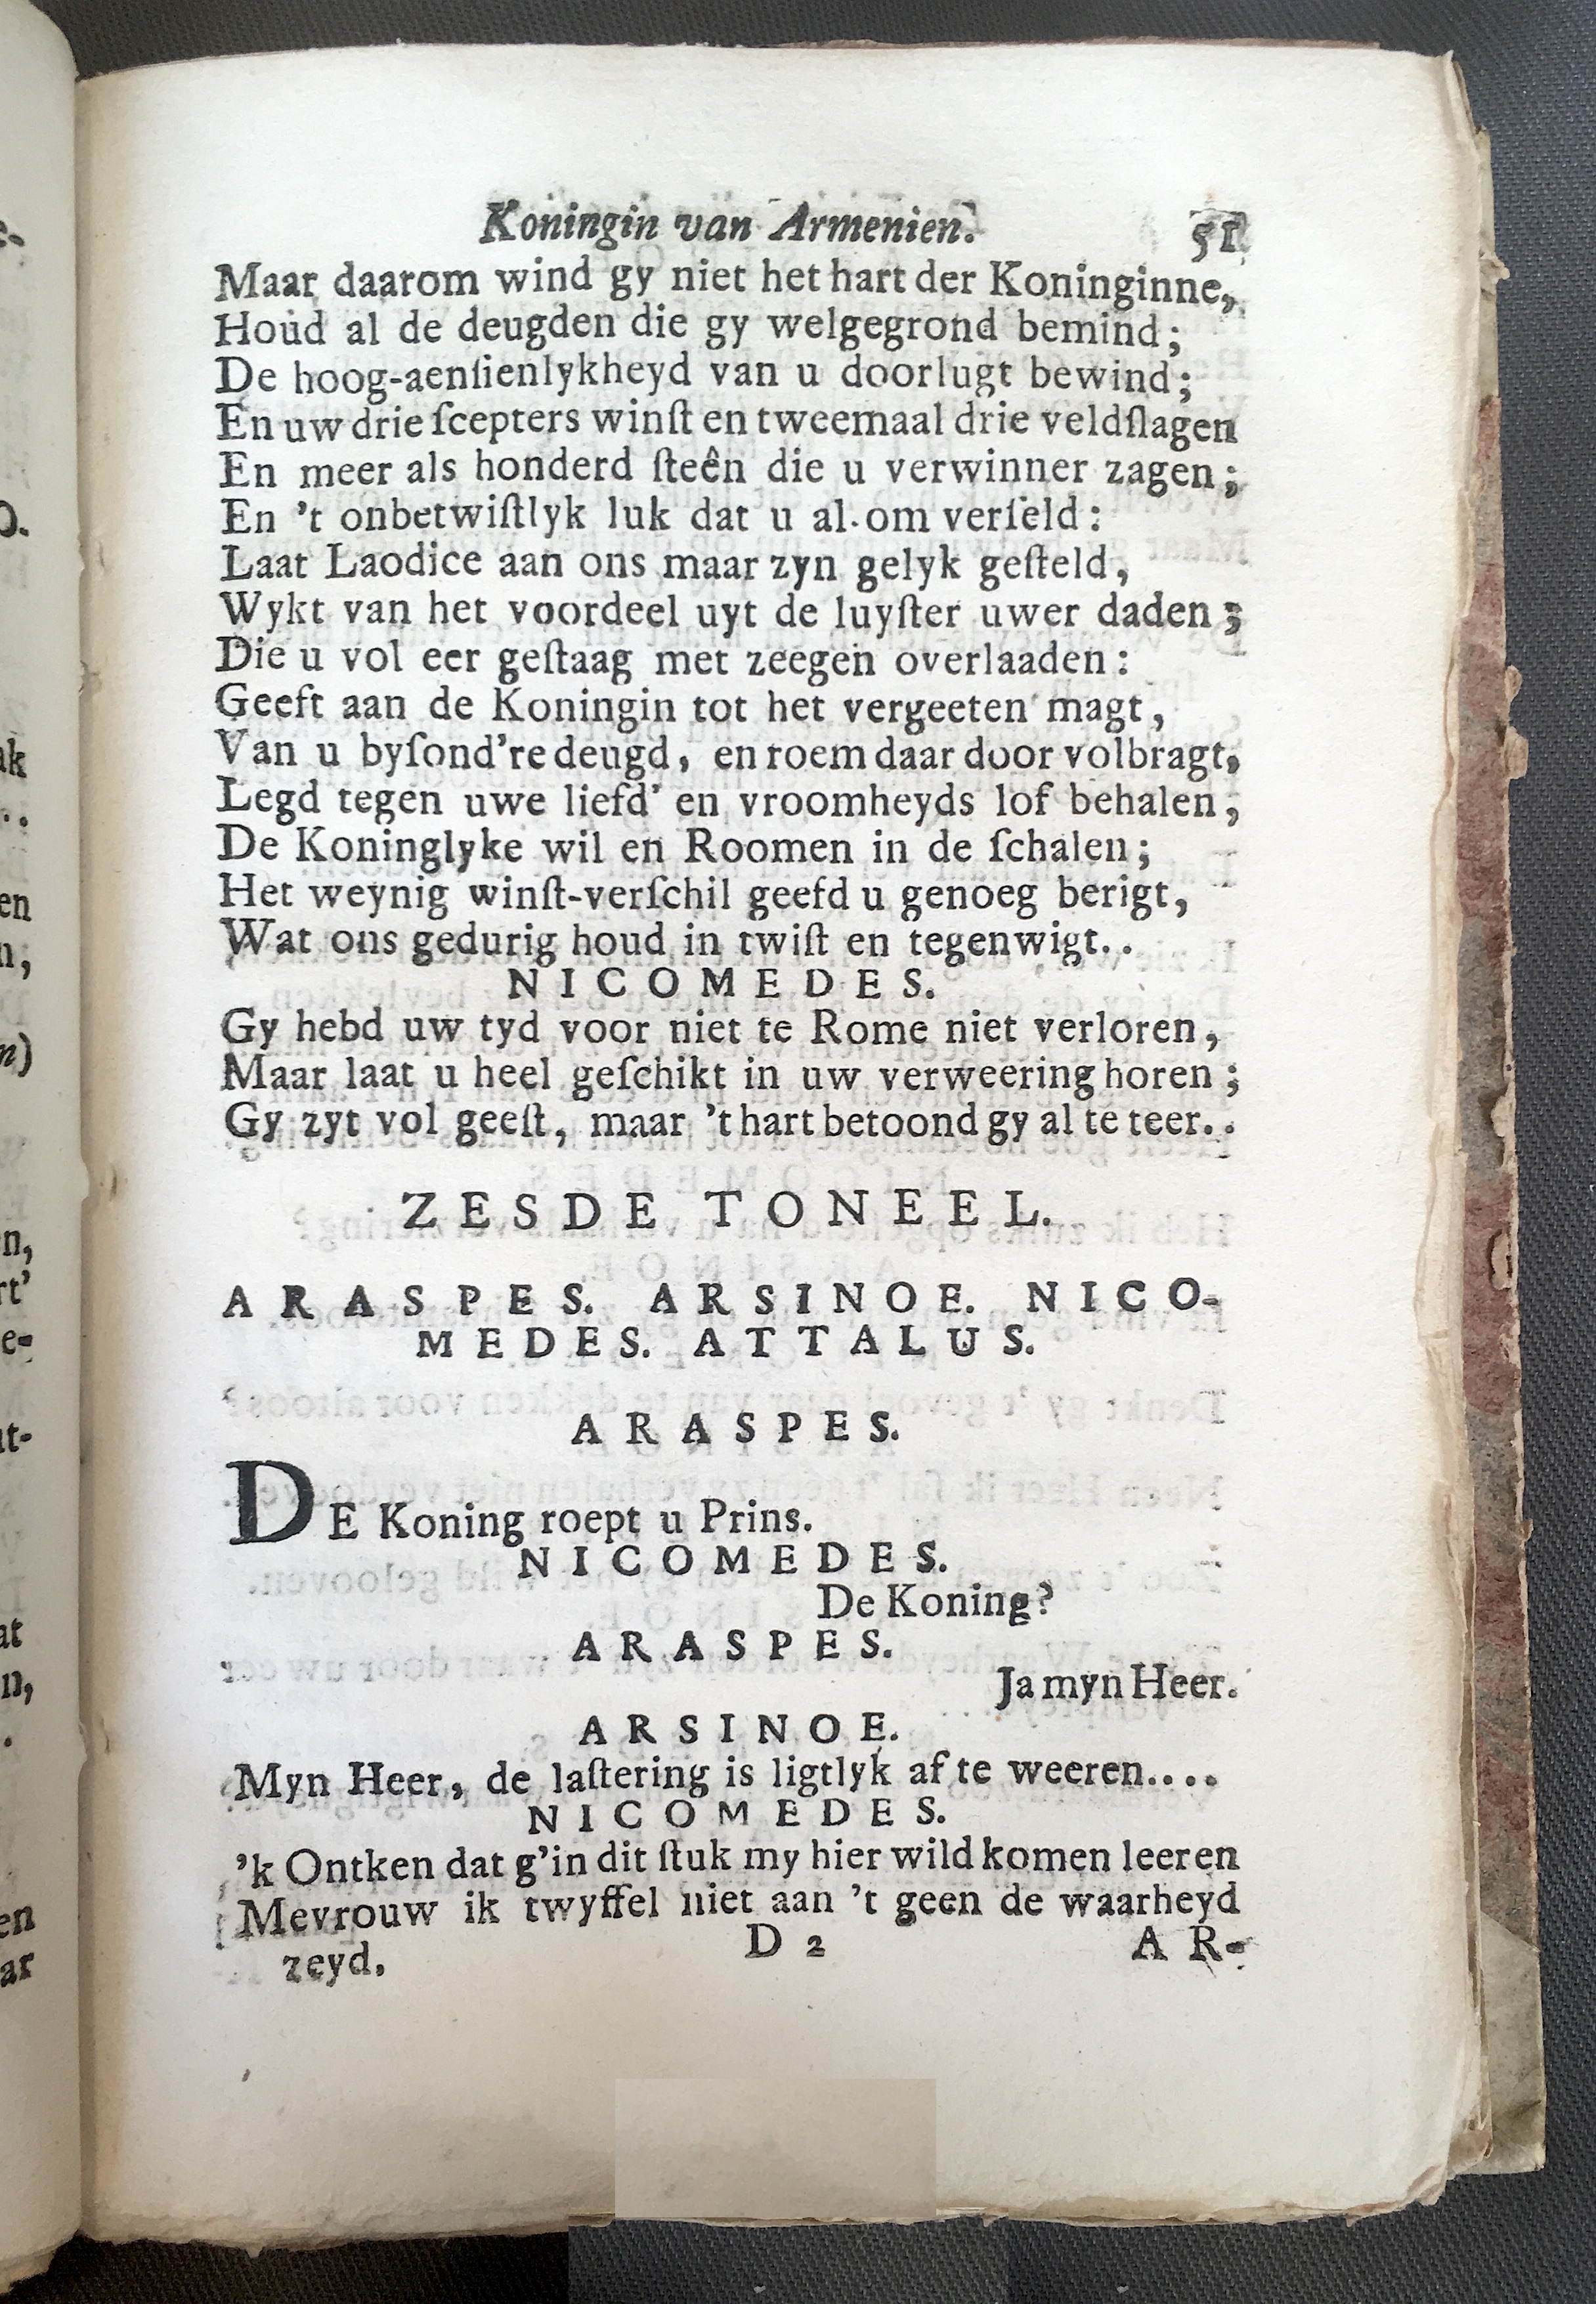 Koningin van Armenien. 51
Maar daarom wind gy niet het hart der Koninginne,
Houd al de deugden die gy welgegrond bemind;
De hoog-aenſienlykheyd van u doorlugt bewind;
En uw drie ſcepters winſt en tweemaal drie veldſlagen
En meer als honderd ſteên die u verwinner zagen;
En 't onbetwiſtlyk luk dat u al om verſeld:
Laat Laodice aan ons maar zyn gelyk geſteld,
Wykt van het voordeel uyt de luyſter uwer daden;
Die u vol eer geſtaag met zeegen overlaaden:
Geeft aan de Koningin tot het vergeeten magt,
Van u byſond're deugd, en roem daar door volbragt,
Legd tegen uwe liefd' en vroomheyds lof behalen,
De Koninglyke wil en Roomen in de ſchalen;
Het weynig winſt-verſchil geefd u genoeg berigt,
Wat ons gedurig houd in twiſt en tegenwigt..
NICOMEDES.
Gy hebd uw tyd voor niet te Rome niet verloren,
Maar laat u heel geſchikt in uw verweering horen;
Gy zyt vol geeſt, maar 't hart betoond gy al te teer..
ZESDE TONEEL.
ARASPES. ARSINOE. NICO-
MEDES. ATTALUS.
ARASPES.
DE Koning roept u Prins.
NICOMEDES.
De Koning?
ARASPES.
Ja myn Heer.
ARSINOE.
Myn Heer, de laſtering is ligtlyk af te weeren....
NICOMEDES.
'k Ontken dat g'in dit ſtuk my hier wild komen leeren
Mevrouw ik twyffel niet aan 't geen de waarheyd
zeyd. D 2 AR-